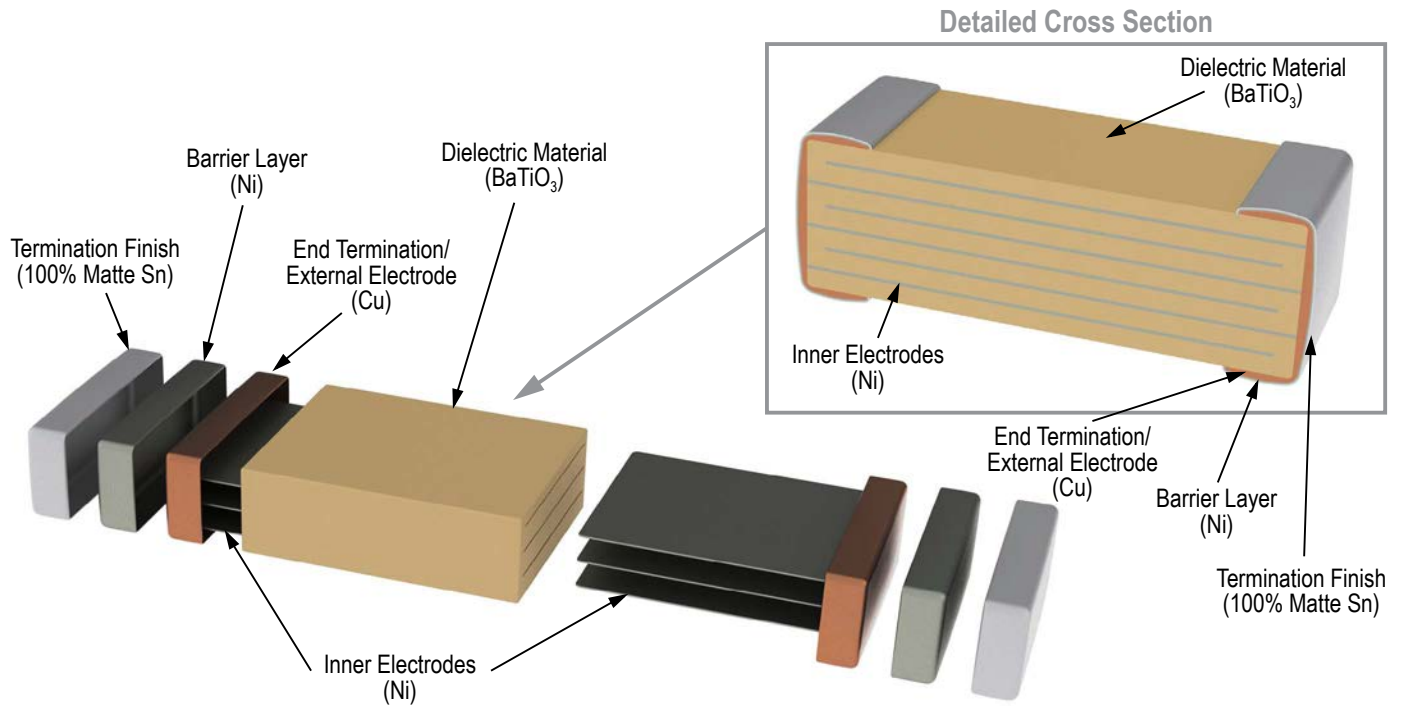 Detailed Cross Section
Dielectric Material
(BaTiO₃)
Barrier Layer
(Ni)
Dielectric Material
(BaTiO₃)
Termination Finish
(100% Matte Sn)
End Termination/
External Electrode
(Cu)
Inner Electrodes
(Ni)
End Termination/
External Electrode
(Cu)
Barrier Layer
(Ni)
Termination Finish
(100% Matte Sn)
Inner Electrodes
(Ni)